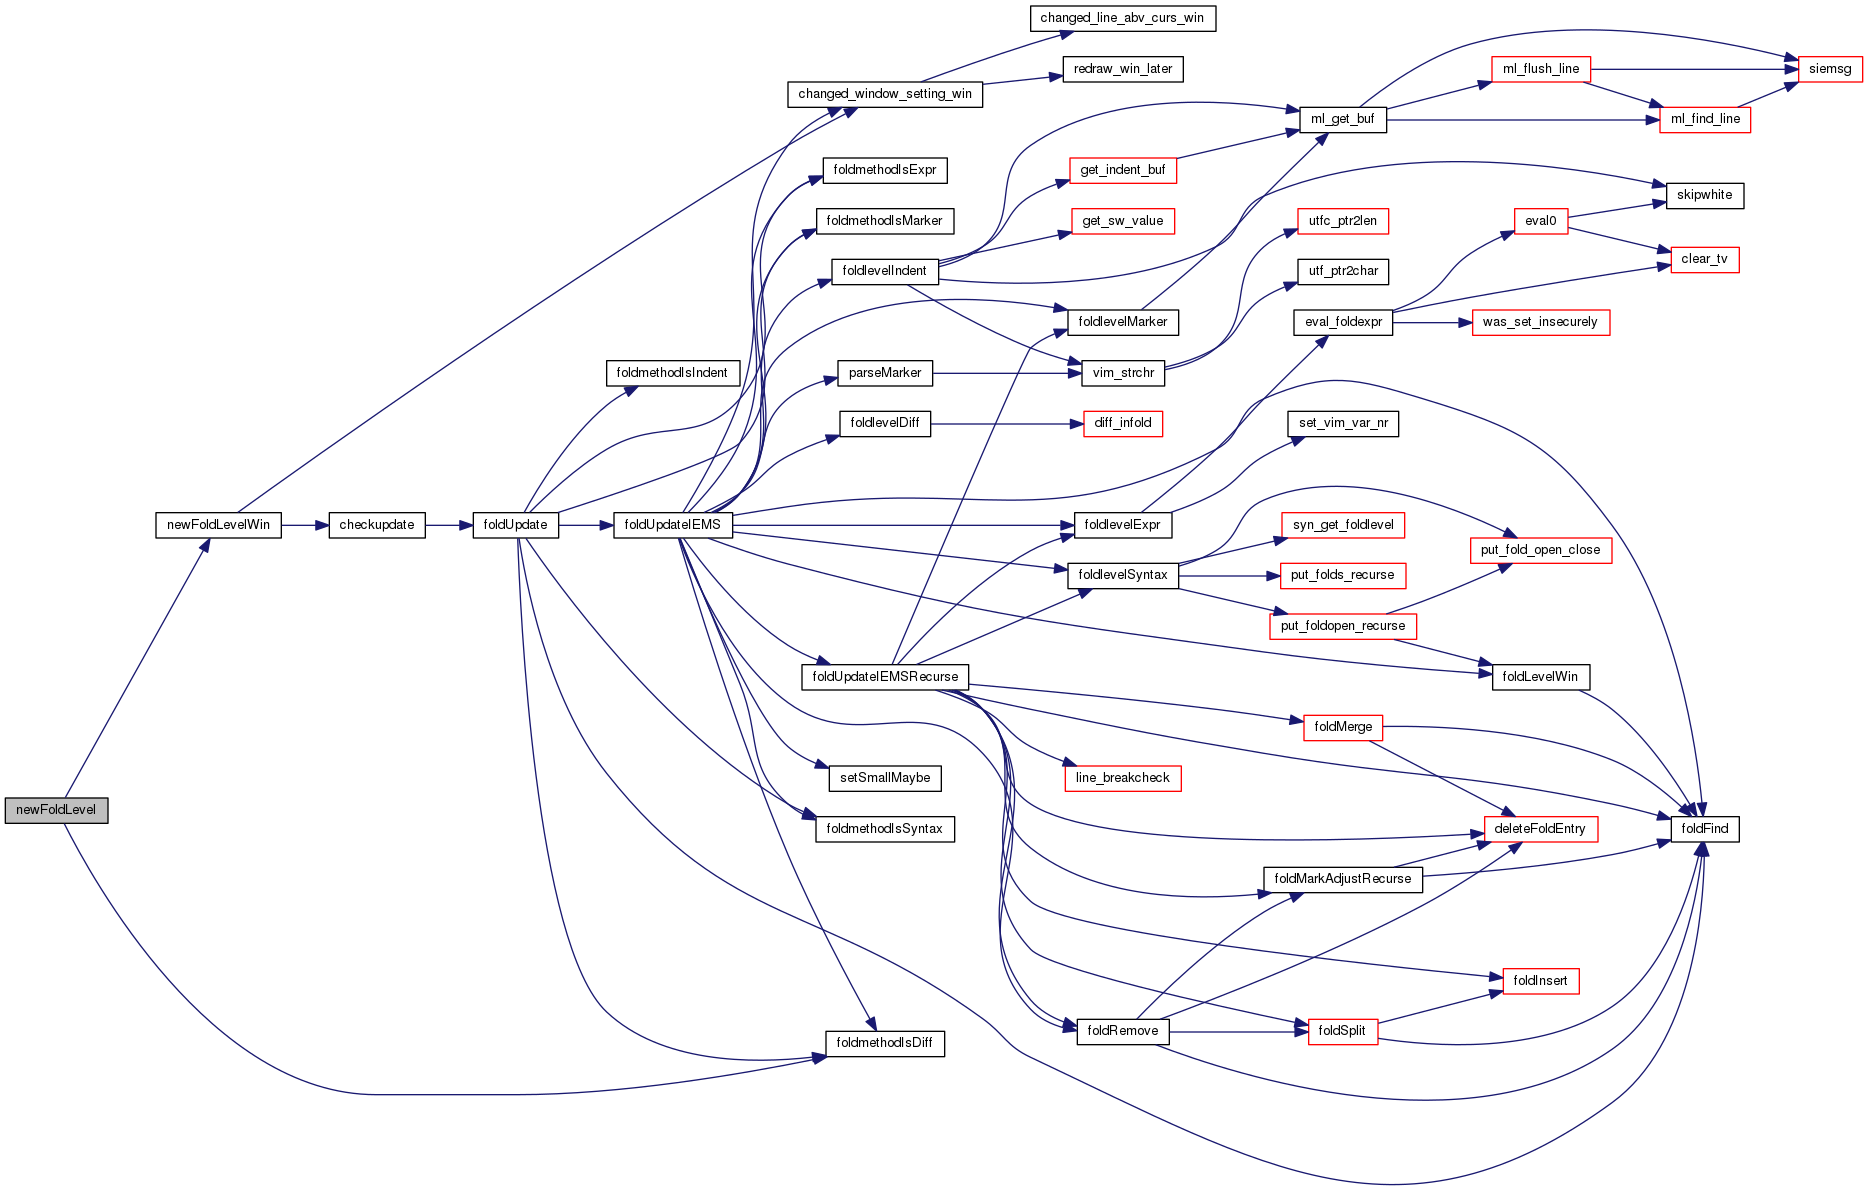 changed_line_abv_curs_win
redraw_win_later
changed_window_setting_win
ml_flush_line
siemsg
ml_get_buf
ml_find_line
foldmethodIsExpr
get_indent_buf
skipwhite
foldmethodIsMarker
get_sw_value
utfc_ptr2len
eval0
foldlevelIndent
utf_ptr2char
clear_tv
foldlevelMarker
eval_foldexpr
was_set_insecurely
foldmethodIsIndent
parseMarker
vim_strchr
foldlevelDiff
diff_infold
set_vim_var_nr
newFoldLevelWin
checkupdate
foldUpdate
foldUpdateIEMS
foldlevelExpr
syn_get_foldlevel
put_fold_open_close
foldlevelSyntax
put_folds_recurse
put_foldopen_recurse
foldUpdateIEMSRecurse
foldLevelWin
foldMerge
setSmallMaybe
line_breakcheck
newFoldLevel
foldmethodIsSyntax
deleteFoldEntry
foldFind
foldMarkAdjustRecurse
foldInsert
foldRemove
foldSplit
foldmethodIsDiff